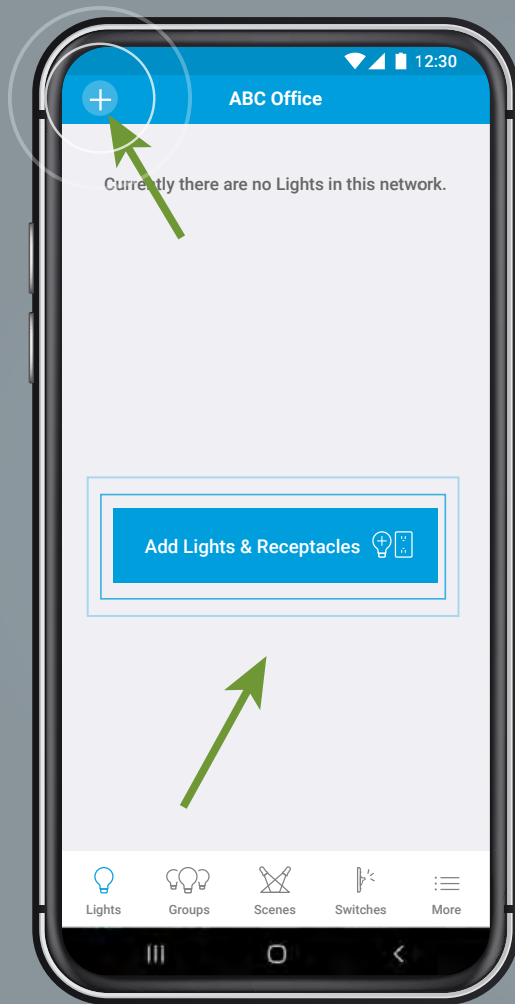 12:30
ABC Office
Currently there are no Lights in this network.
Add Lights & Receptacles
Lights Groups Scenes Switches More